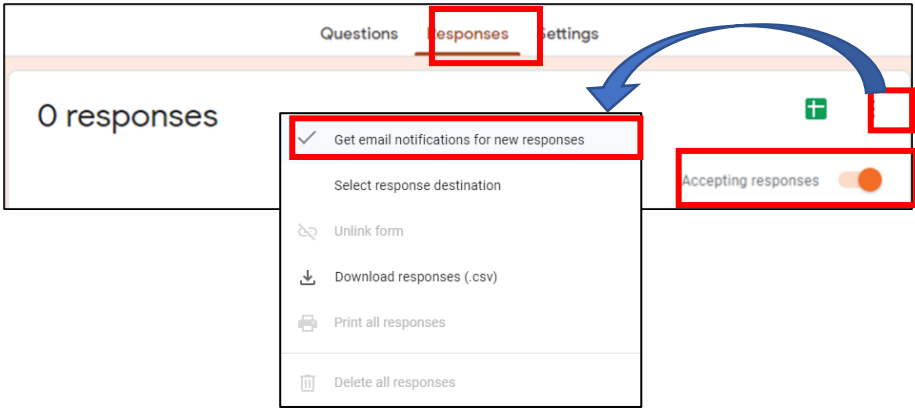 Questions Responses Settings
0 responses
Accepting responses
Get email notifications for new responses
Select response destination
Unlink form
Download responses (.csv)
Print all responses
Delete all responses